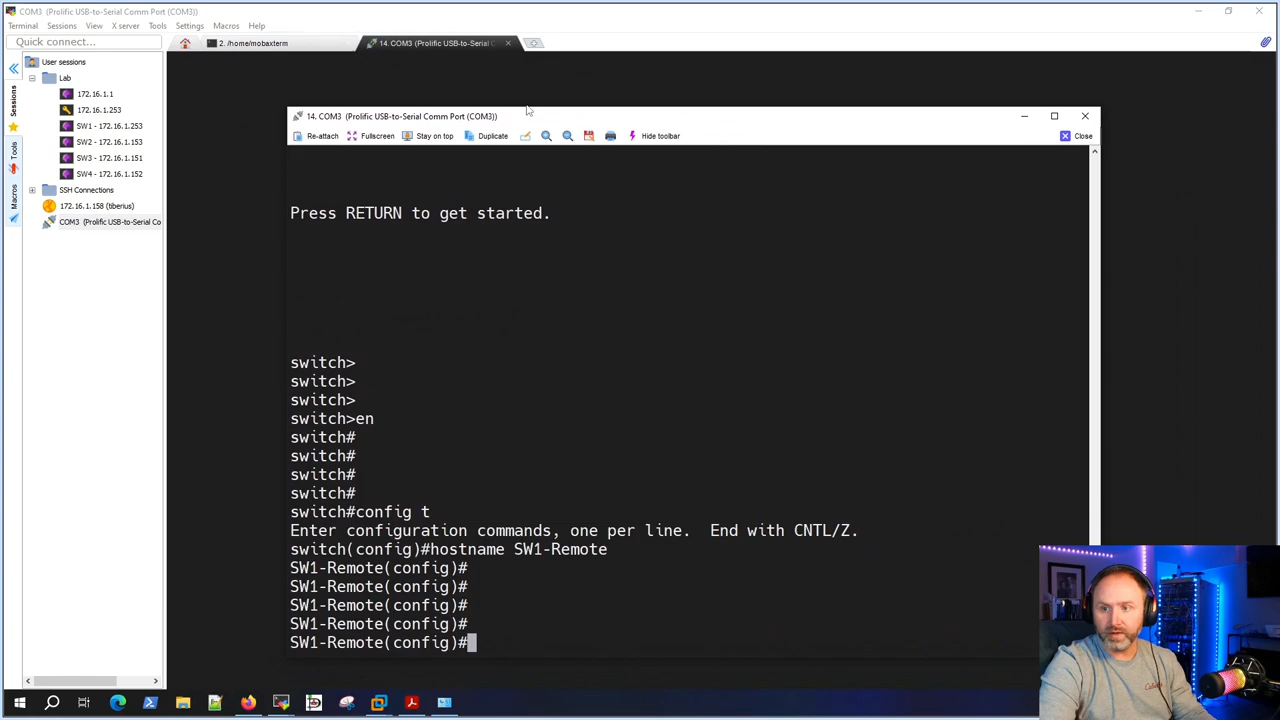 COM3 (Prolific USB-to-Serial Comm Port (COM3))
Terminal Sessions View X server Tools Settings Macros Help
Quick connect...
2. /home/mobaxterm
14. COM3 (Prolific USB-to-Serial C
Sessions
Tools
Macros
User sessions
Lab
172.16.1.1
172.16.1.253
SW1 - 172.16.1.253
SW2 - 172.16.1.153
SW3 - 172.16.1.151
SW4 - 172.16.1.152
SSH Connections
172.16.1.158 (tiberius)
COM3 (Prolific USB-to-Serial Co
14. COM3 (Prolific USB-to-Serial Comm Port (COM3))
Re-attach Fullscreen Stay on top Duplicate Hide toolbar Close
Press RETURN to get started.
switch>
switch>
switch>
switch>en
switch#
switch#
switch#
switch#
switch#config t
Enter configuration commands, one per line. End with CNTL/Z.
switch(config)#hostname SW1-Remote
SW1-Remote(config)#
SW1-Remote(config)#
SW1-Remote(config)#
SW1-Remote(config)#
SW1-Remote(config)#